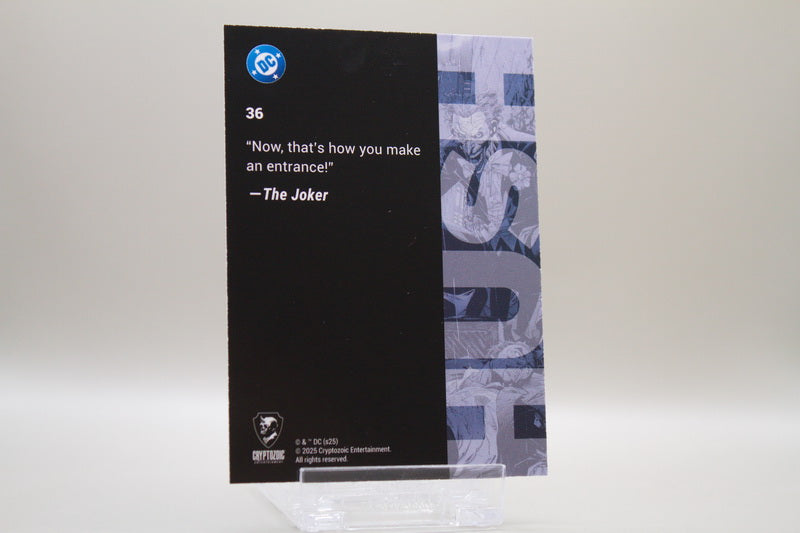 DC
36
“Now, that's how you make
an entrance!”
—The Joker
HUSH
CRYPTOZOIC
ENTERTAINMENT
© & ™ DC (s25)
© 2025 Cryptozoic Entertainment.
All rights reserved.